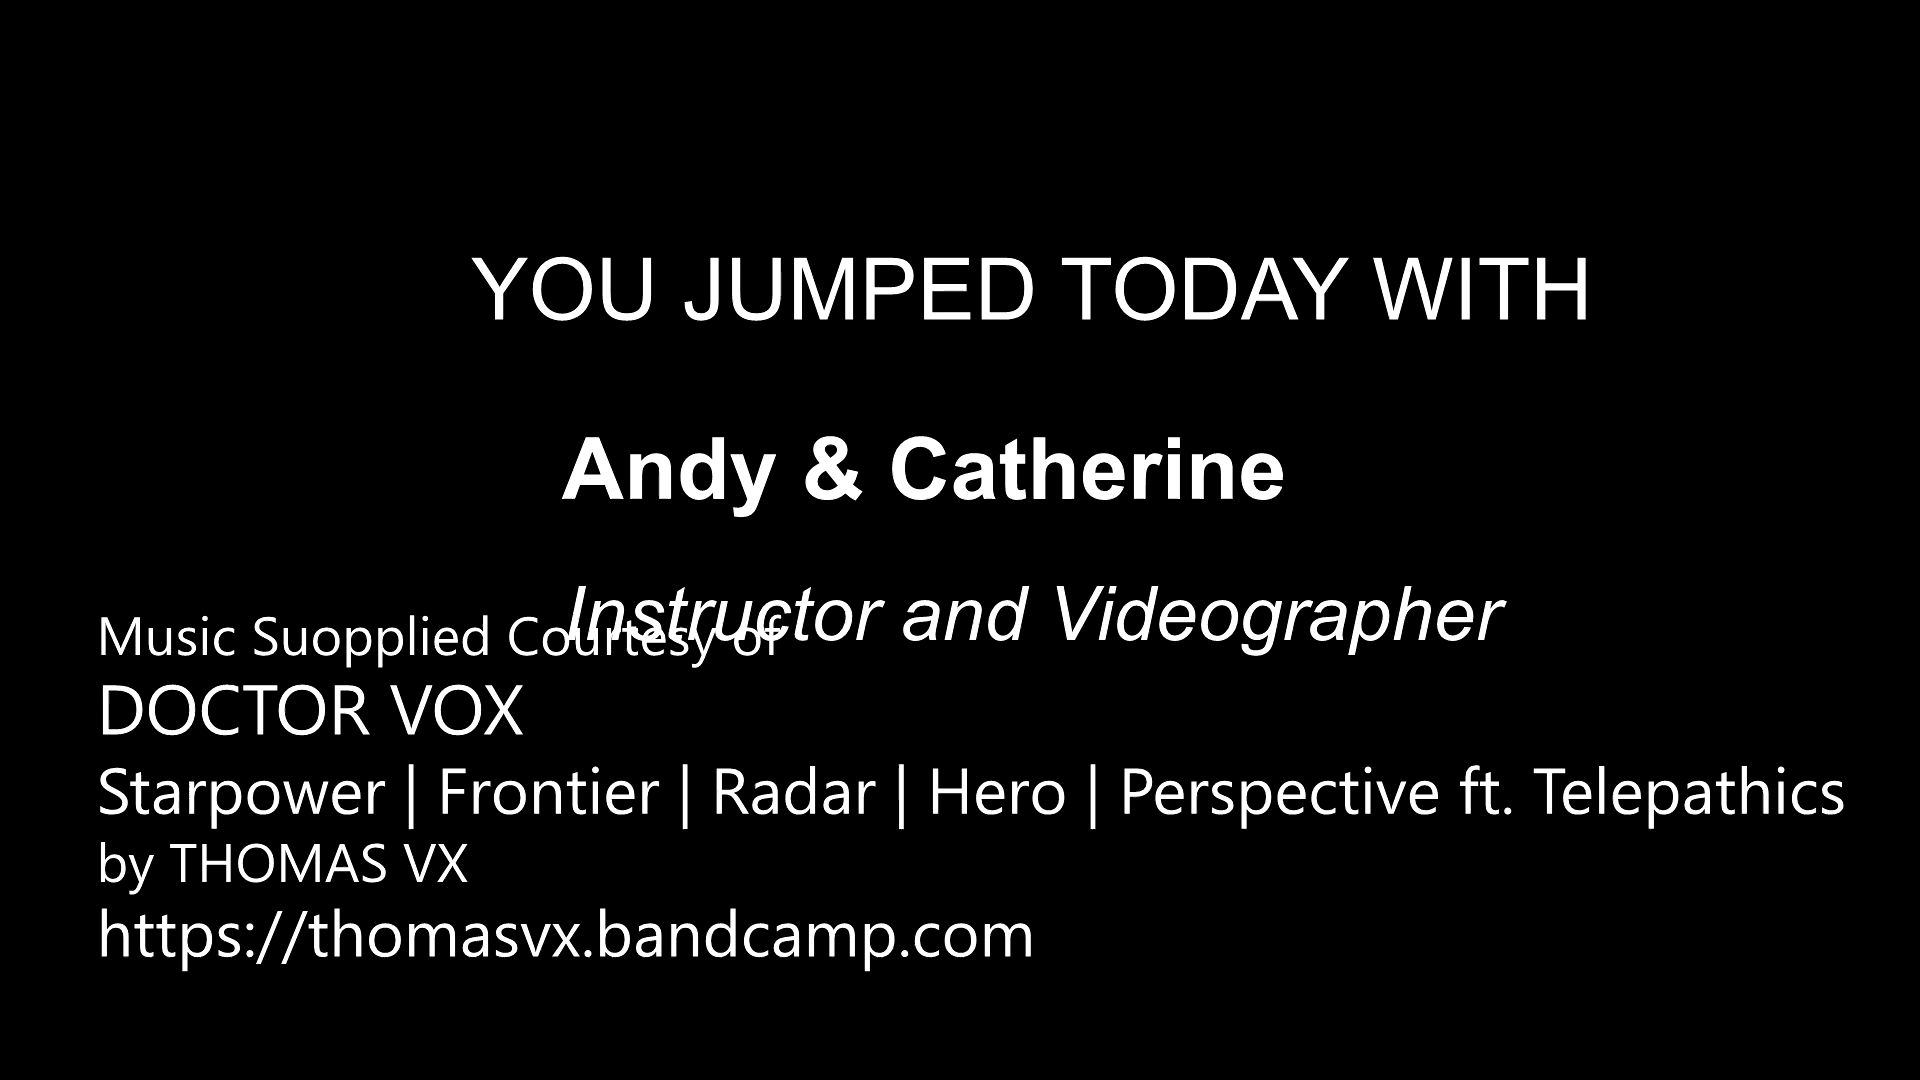 YOU JUMPED TODAY WITH
Andy & Catherine
Instructor and Videographer
Music Suopplied Courtesy of
DOCTOR VOX
Starpower | Frontier | Radar | Hero | Perspective ft. Telepathics
by THOMAS VX
https://thomasvx.bandcamp.com